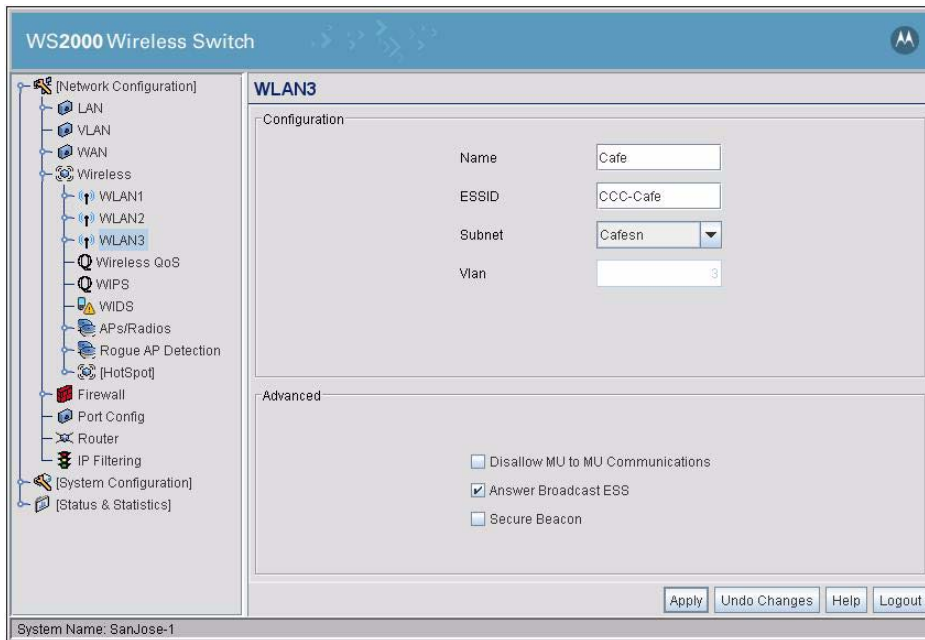 WS2000 Wireless Switch
[Network Configuration]
LAN
VLAN
WAN
Wireless
WLAN1
WLAN2
WLAN3
Wireless QoS
WIPS
WIDS
APs/Radios
Rogue AP Detection
[HotSpot]
Firewall
Port Config
Router
IP Filtering
[System Configuration]
[Status & Statistics]
WLAN3
Configuration
Name Cafe
ESSID CCC-Cafe
Subnet Cafesn
Vlan 3
Advanced
Disallow MU to MU Communications
Answer Broadcast ESS
Secure Beacon
Apply Undo Changes Help Logout
System Name: SanJose-1